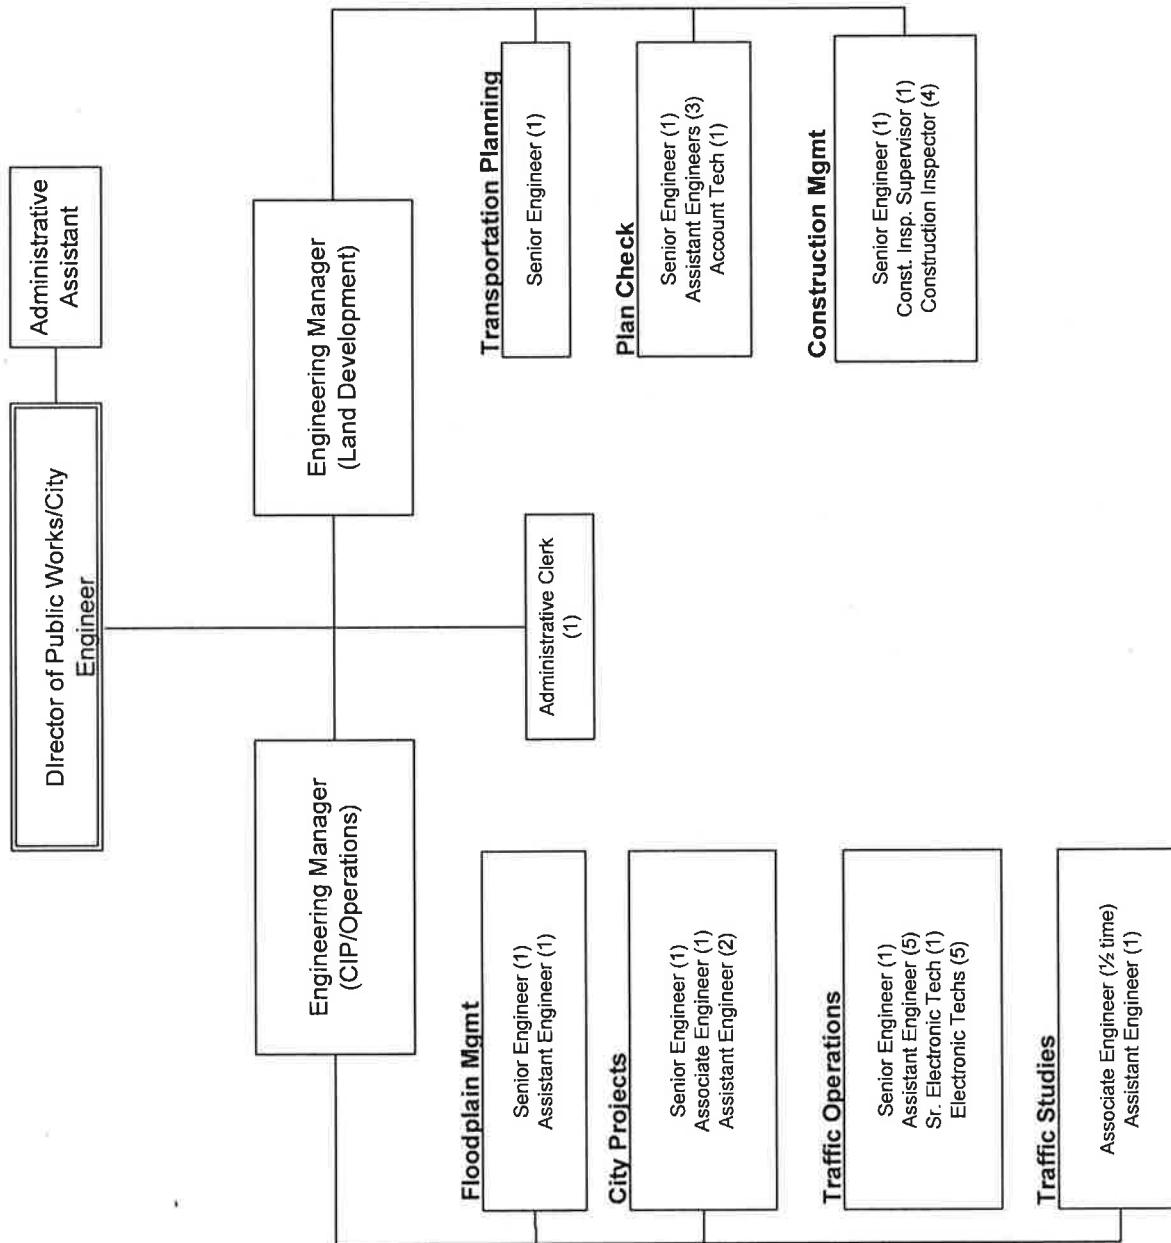 DIrector of Public Works/City
Engineer
Administrative
Assistant
Engineering Manager
(CIP/Operations)
Engineering Manager
(Land Development)
Administrative Clerk
(1)
Floodplain Mgmt
Senior Engineer (1)
Assistant Engineer (1)
City Projects
Senior Engineer (1)
Associate Engineer (1)
Assistant Engineer (2)
Traffic Operations
Senior Engineer (1)
Assistant Engineer (5)
Sr. Electronic Tech (1)
Electronic Techs (5)
Traffic Studies
Associate Engineer (½ time)
Assistant Engineer (1)
Transportation Planning
Senior Engineer (1)
Plan Check
Senior Engineer (1)
Assistant Engineers (3)
Account Tech (1)
Construction Mgmt
Senior Engineer (1)
Const. Insp. Supervisor (1)
Construction Inspector (4)